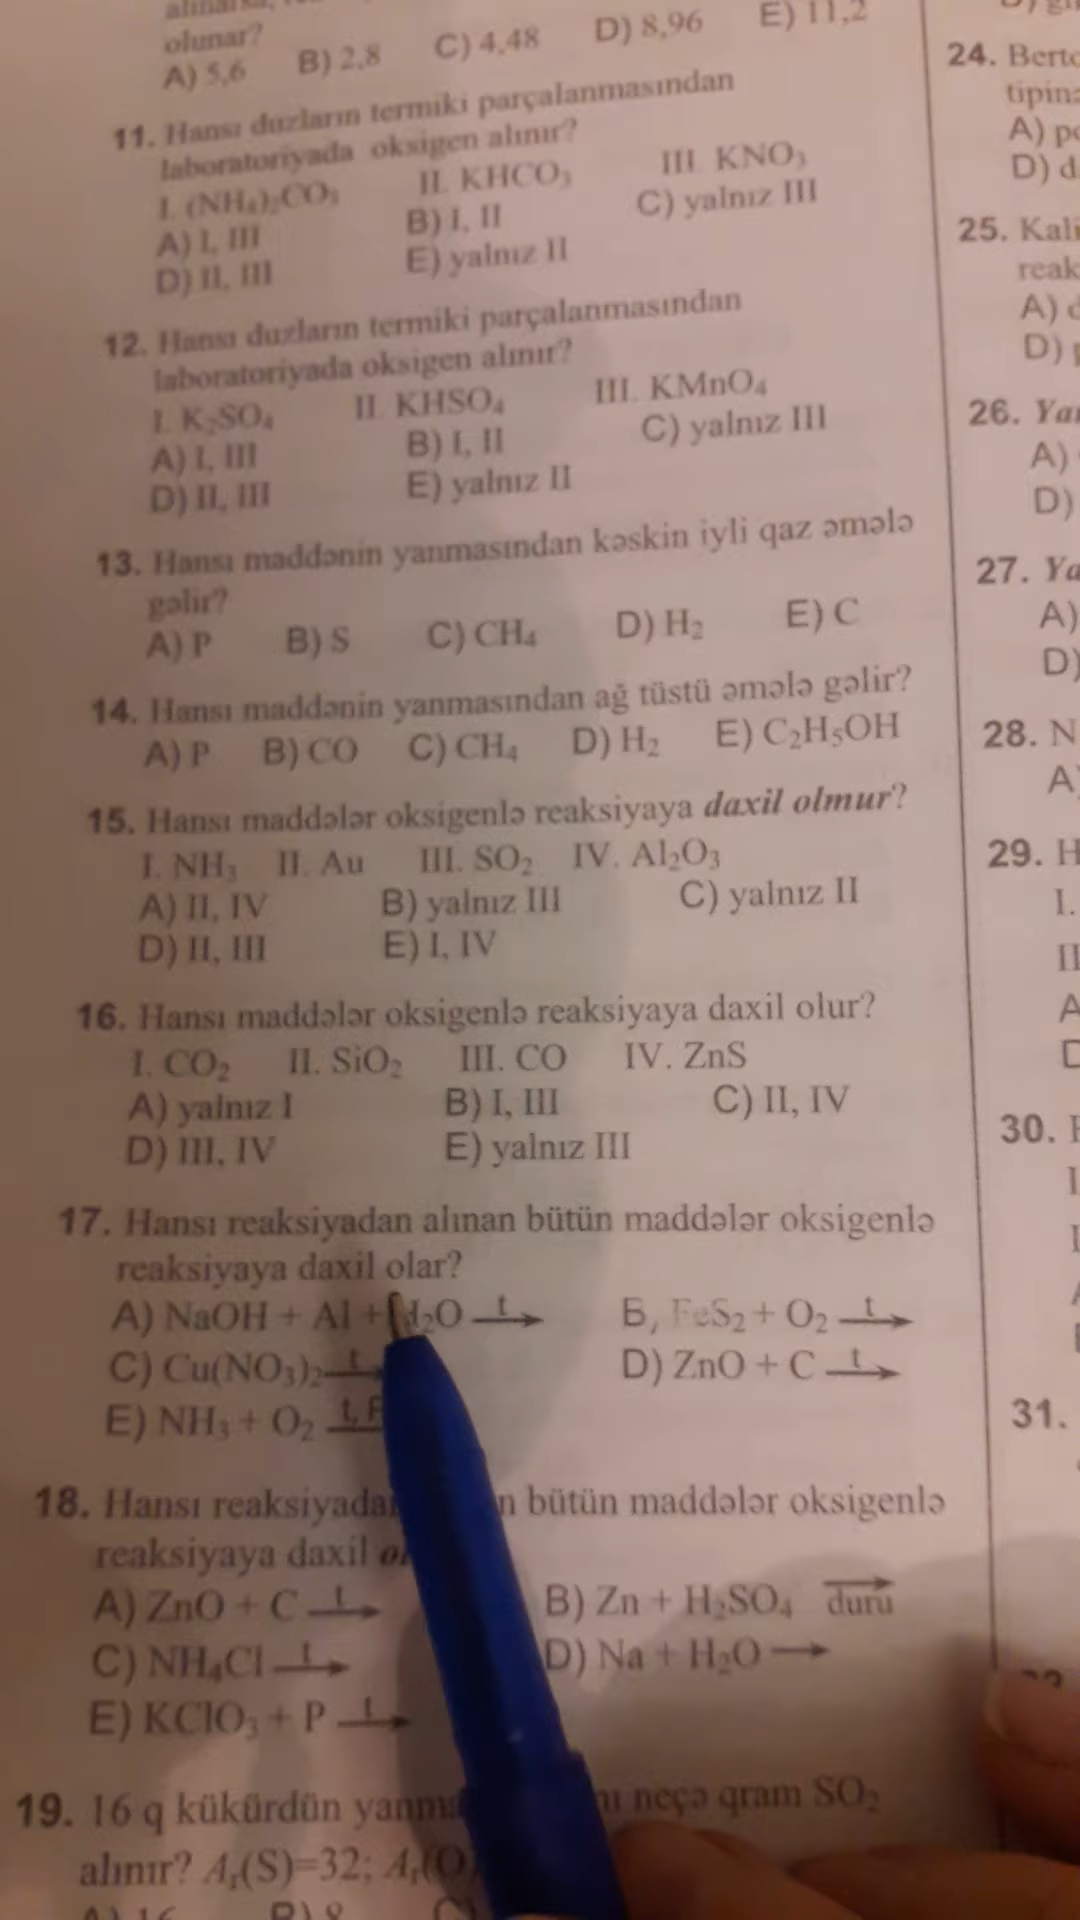 olunar?
A) 5,6 B) 2,8 C) 4,48 D) 8,96 E) 11,2
11. Hansı duzların termiki parçalanmasından
laboratoriyada oksigen alınır?
I. (NH₄)₂CO₃ II. KHCO₃ III. KNO₃
A) I, III B) I, II C) yalnız III
D) II, III E) yalnız II
12. Hansı duzların termiki parçalanmasından
laboratoriyada oksigen alınır?
I. K₂SO₄ II. KHSO₄ III. KMnO₄
A) I, III B) I, II C) yalnız III
D) II, III E) yalnız II
13. Hansı maddənin yanmasından kəskin iyli qaz əmələ
gəlir?
A) P B) S C) CH₄ D) H₂ E) C
14. Hansı maddənin yanmasından ağ tüstü əmələ gəlir?
A) P B) CO C) CH₄ D) H₂ E) C₂H₅OH
15. Hansı maddələr oksigenlə reaksiyaya daxil olmur?
I. NH₃ II. Au III. SO₂ IV. Al₂O₃
A) II, IV B) yalnız III C) yalnız II
D) II, III E) I, IV
16. Hansı maddələr oksigenlə reaksiyaya daxil olur?
I. CO₂ II. SiO₂ III. CO IV. ZnS
A) yalnız I B) I, III C) II, IV
D) III, IV E) yalnız III
17. Hansı reaksiyadan alınan bütün maddələr oksigenlə
reaksiyaya daxil olar?
A) NaOH + Al + H₂O →t Б, FeS₂ + O₂ →t
C) Cu(NO₃)₂ →t D) ZnO + C →t
E) NH₃ + O₂ t, P
18. Hansı bütün maddələr oksigenlə
reaksiyaya daxil
A) ZnO + C →t B) Zn + H₂SO₄ → duru
C) NH₄Cl →t D) Na + H₂O →
E) KClO₃ + P →t
19. 16 q kükürdün neçə qram SO₂
alınır? Aᵣ(S)=32; Aᵣ(O)
24.
A)
D)
25.
A)
D)
26.
A)
D)
27.
A)
D)
28. N
A)
29.
I.
30.
31.